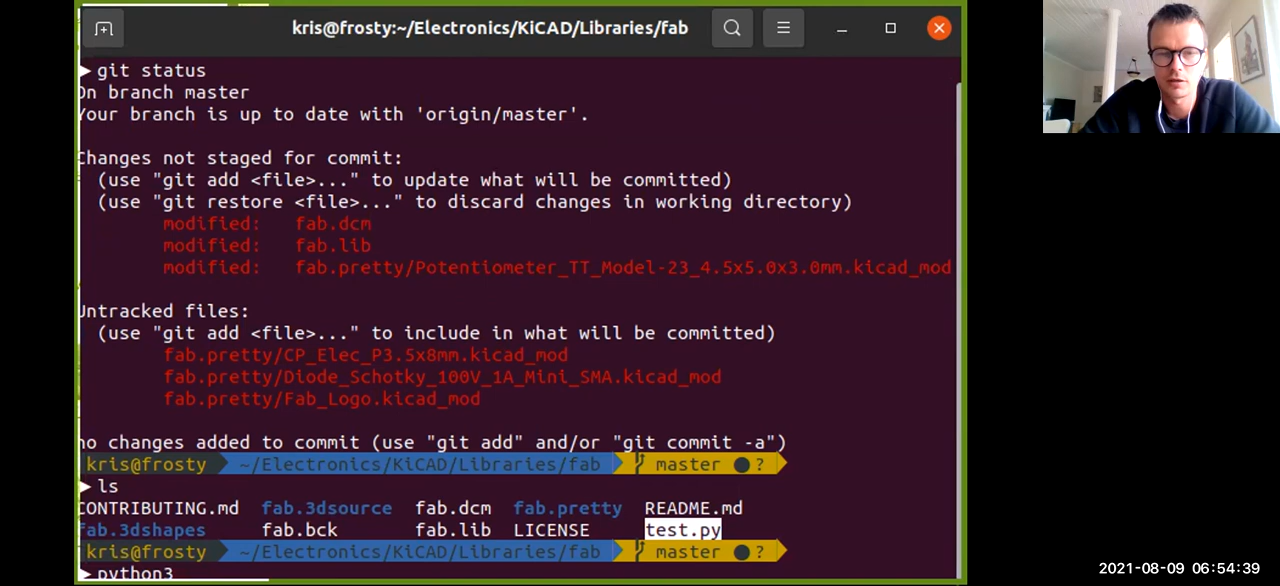 kris@frosty:~/Electronics/KiCAD/Libraries/fab
▶ git status
On branch master
Your branch is up to date with 'origin/master'.
Changes not staged for commit:
(use "git add <file>..." to update what will be committed)
(use "git restore <file>..." to discard changes in working directory)
modified: fab.dcm
modified: fab.lib
modified: fab.pretty/Potentiometer_TT_Model-23_4.5x5.0x3.0mm.kicad_mod
Untracked files:
(use "git add <file>..." to include in what will be committed)
fab.pretty/CP_Elec_P3.5x8mm.kicad_mod
fab.pretty/Diode_Schotky_100V_1A_Mini_SMA.kicad_mod
fab.pretty/Fab_Logo.kicad_mod
no changes added to commit (use "git add" and/or "git commit -a")
kris@frosty ~/Electronics/KiCAD/Libraries/fab master ●?
▶ ls
CONTRIBUTING.md fab.3dsource fab.dcm fab.pretty README.md
fab.3dshapes fab.bck fab.lib LICENSE test.py
kris@frosty ~/Electronics/KiCAD/Libraries/fab master ●?
▶ python3
2021-08-09 06:54:39